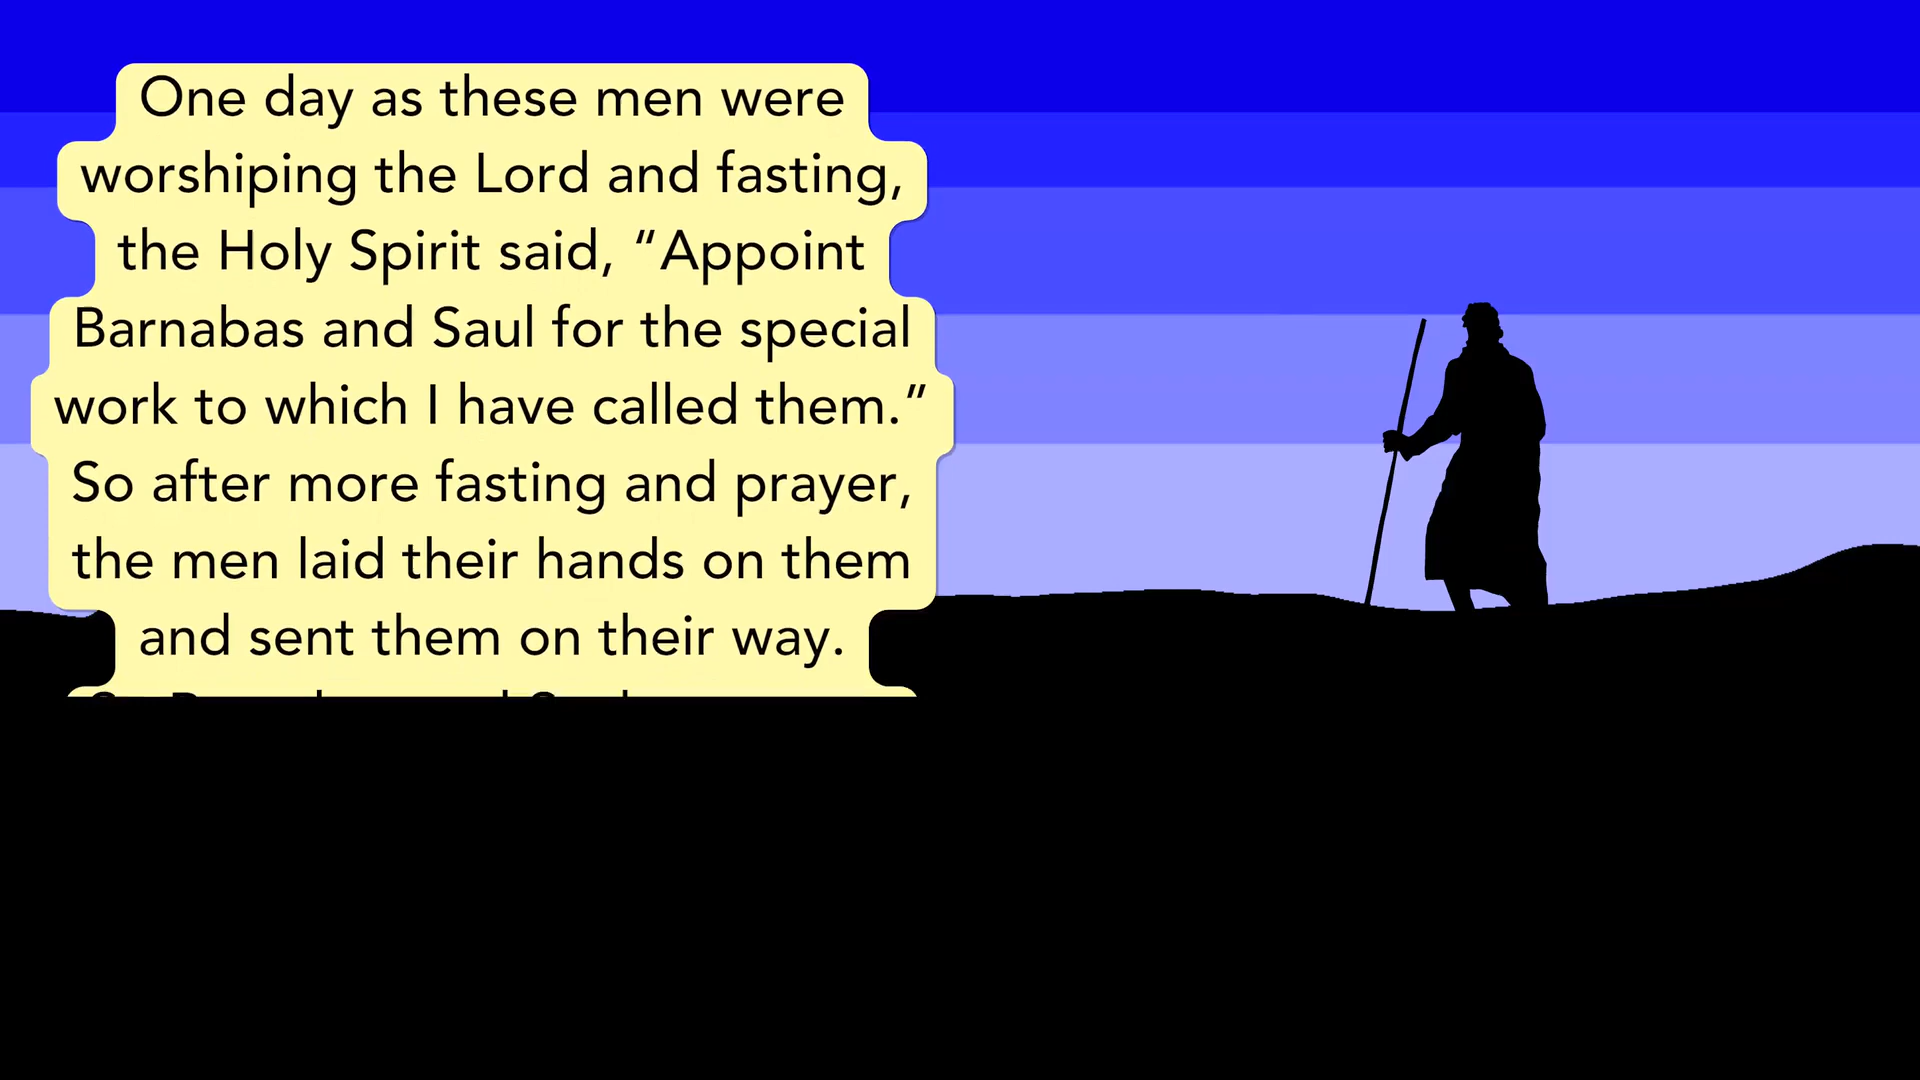 One day as these men were
worshiping the Lord and fasting,
the Holy Spirit said, “Appoint
Barnabas and Saul for the special
work to which I have called them.”
So after more fasting and prayer,
the men laid their hands on them
and sent them on their way.